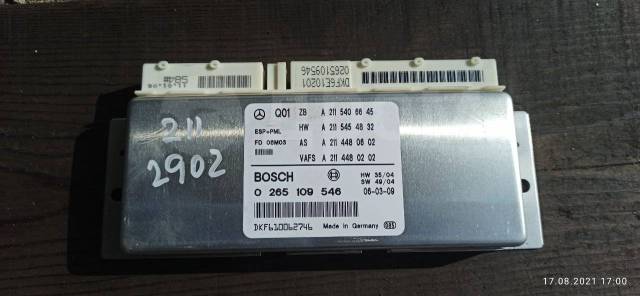 584#
DKF6E10201
0265109546
Q01 ZB A 211 540 66 45
ESP+PML HW A 211 545 48 32
FD 06M03 AS A 211 448 06 02
VAFS A 211 448 02 02
BOSCH HW 35/04
SW 49/04
0 265 109 546 06-03-09
DKF610062746 Made in Germany
211
2902
17.08.2021 17:00